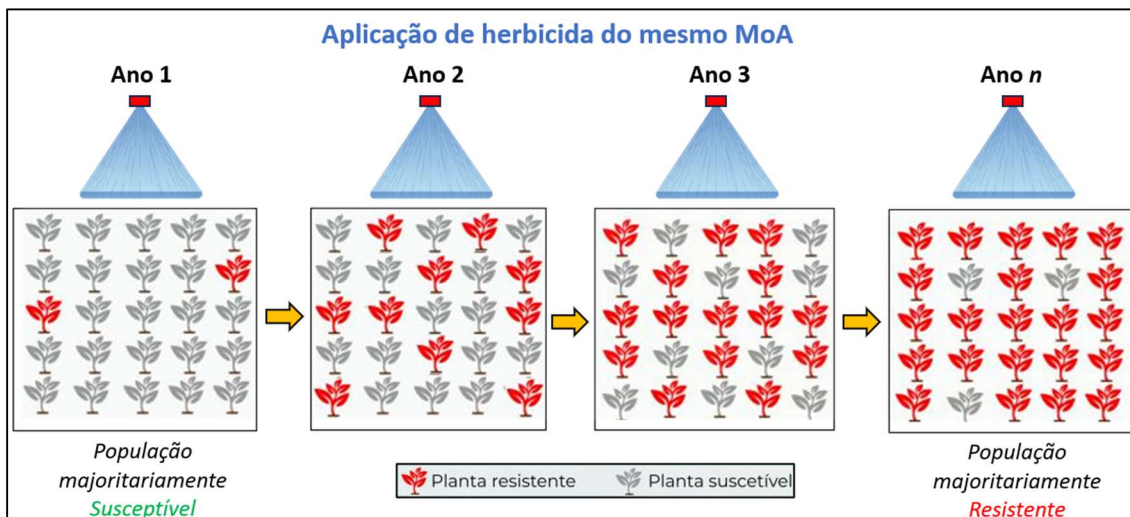 Aplicação de herbicida do mesmo MoA
Ano 1
Ano 2
Ano 3
Ano n
População
majoritariamente
Susceptível
Planta resistente
Planta suscetível
População
majoritariamente
Resistente